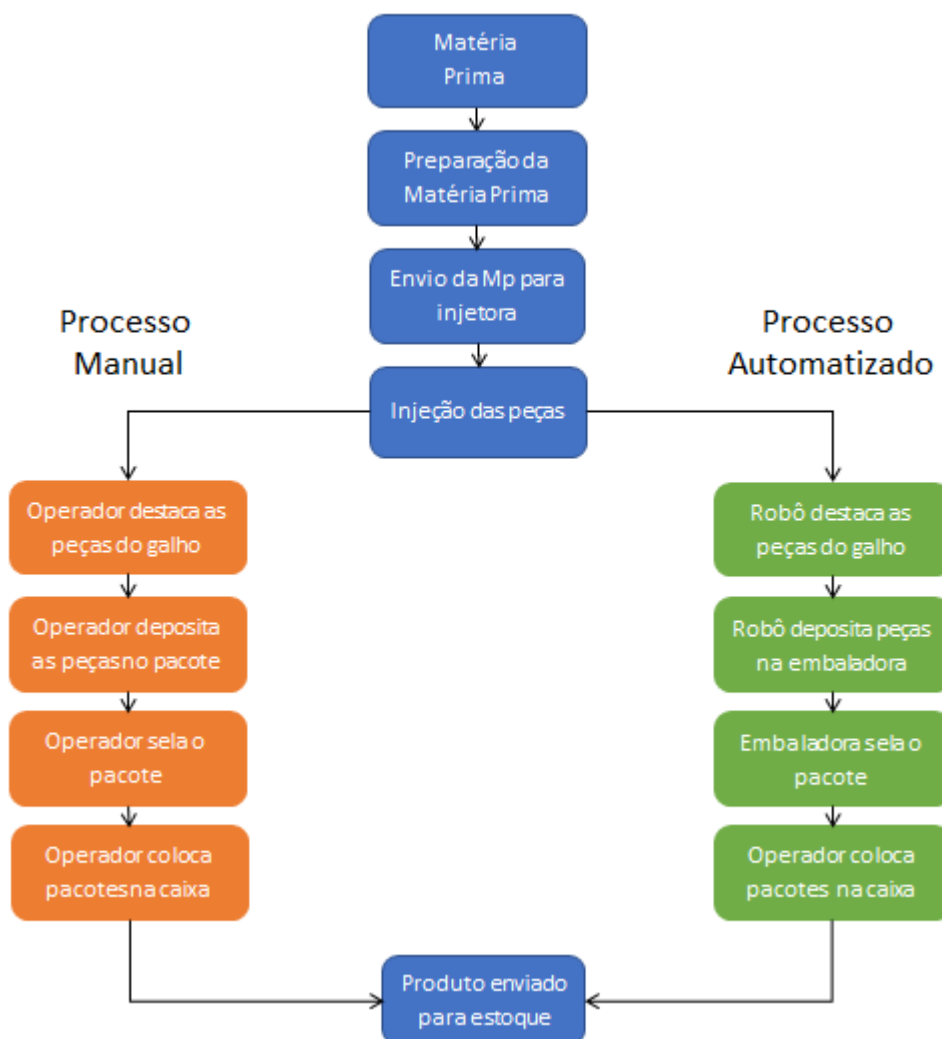 Matéria
Prima
Preparação da
Matéria Prima
Envio da Mp para
injetora
Processo
Manual
Processo
Automatizado
Injeção das peças
Operador destaca as
peças do galho
Operador deposita
as peças no pacote
Operador sela o
pacote
Operador coloca
pacotes na caixa
Robô destaca as
peças do galho
Robô deposita peças
na embaladora
Embaladora sela o
pacote
Operador coloca
pacotes na caixa
Produto enviado
para estoque